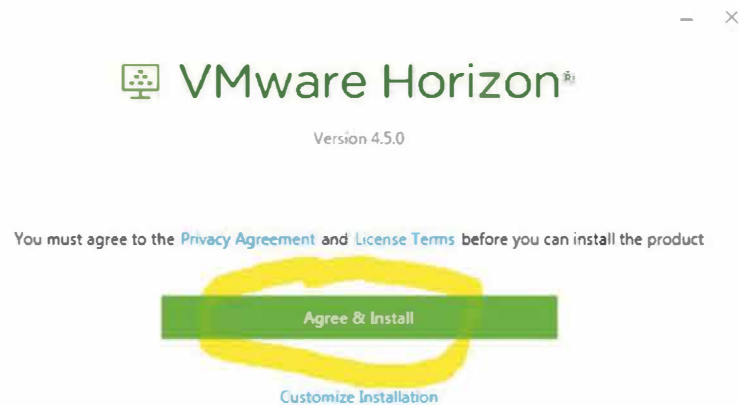 VMware Horizon®
Version 4.5.0
You must agree to the Privacy Agreement and License Terms before you can install the product
Agree & Install
Customize Installation